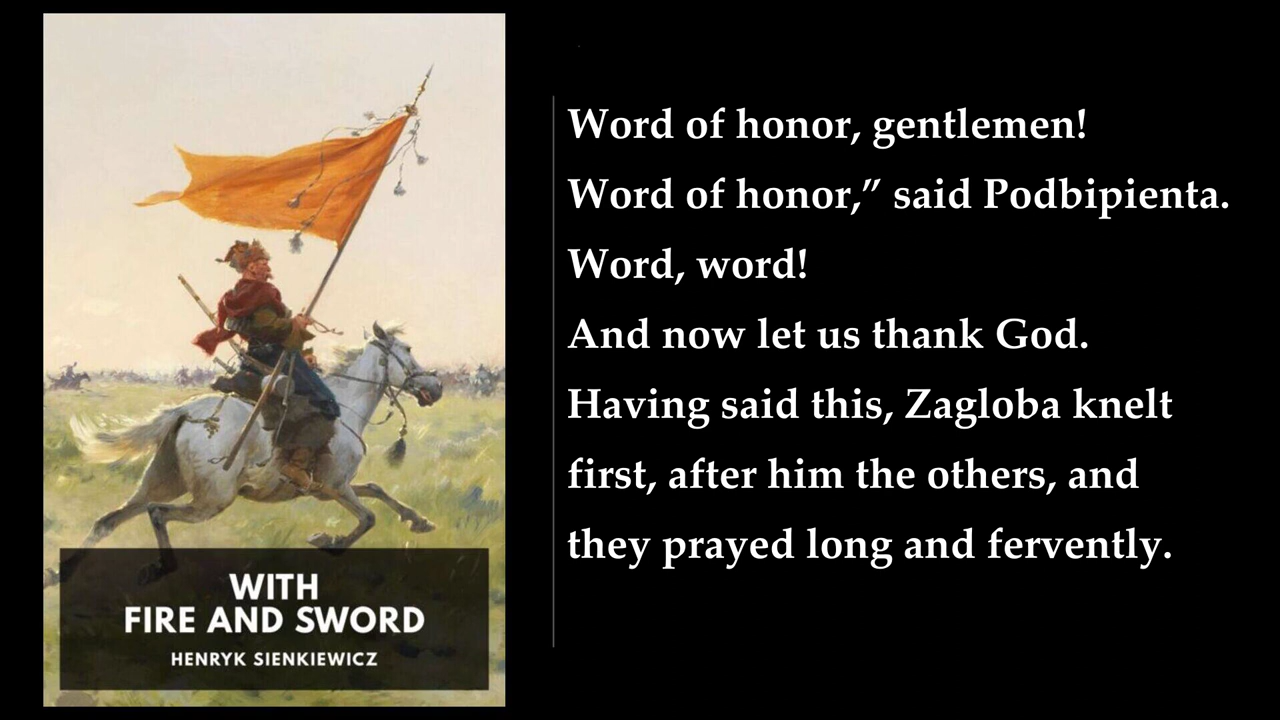 WITH
FIRE AND SWORD
HENRYK SIENKIEWICZ
Word of honor, gentlemen!
Word of honor,” said Podbipienta.
Word, word!
And now let us thank God.
Having said this, Zagloba knelt
first, after him the others, and
they prayed long and fervently.